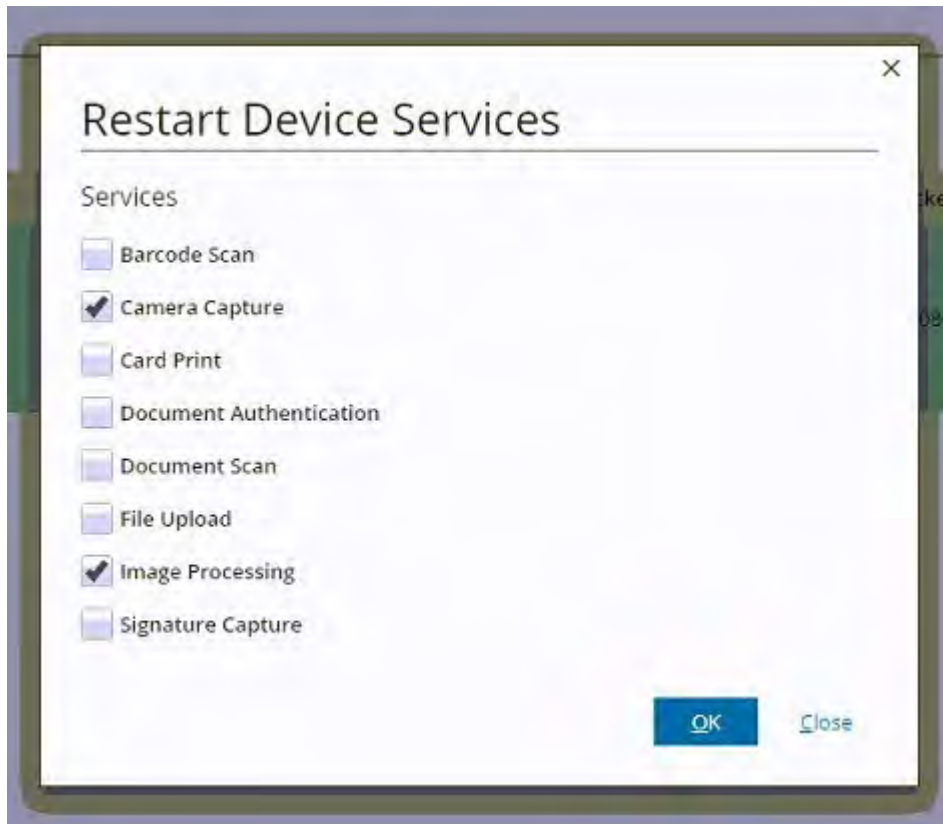 Restart Device Services
Services
Barcode Scan
Camera Capture
Card Print
Document Authentication
Document Scan
File Upload
Image Processing
Signature Capture
OK
Close